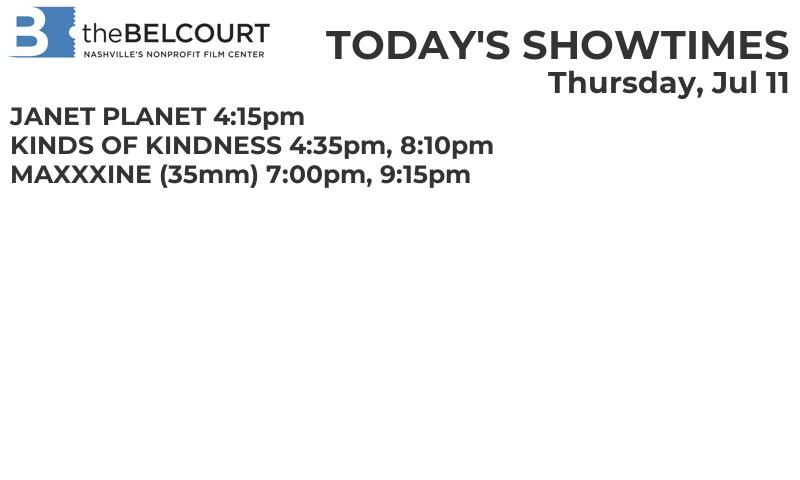 B theBELCOURT
NASHVILLE'S NONPROFIT FILM CENTER
TODAY'S SHOWTIMES
Thursday, Jul 11
JANET PLANET 4:15pm
KINDS OF KINDNESS 4:35pm, 8:10pm
MAXXXINE (35mm) 7:00pm, 9:15pm